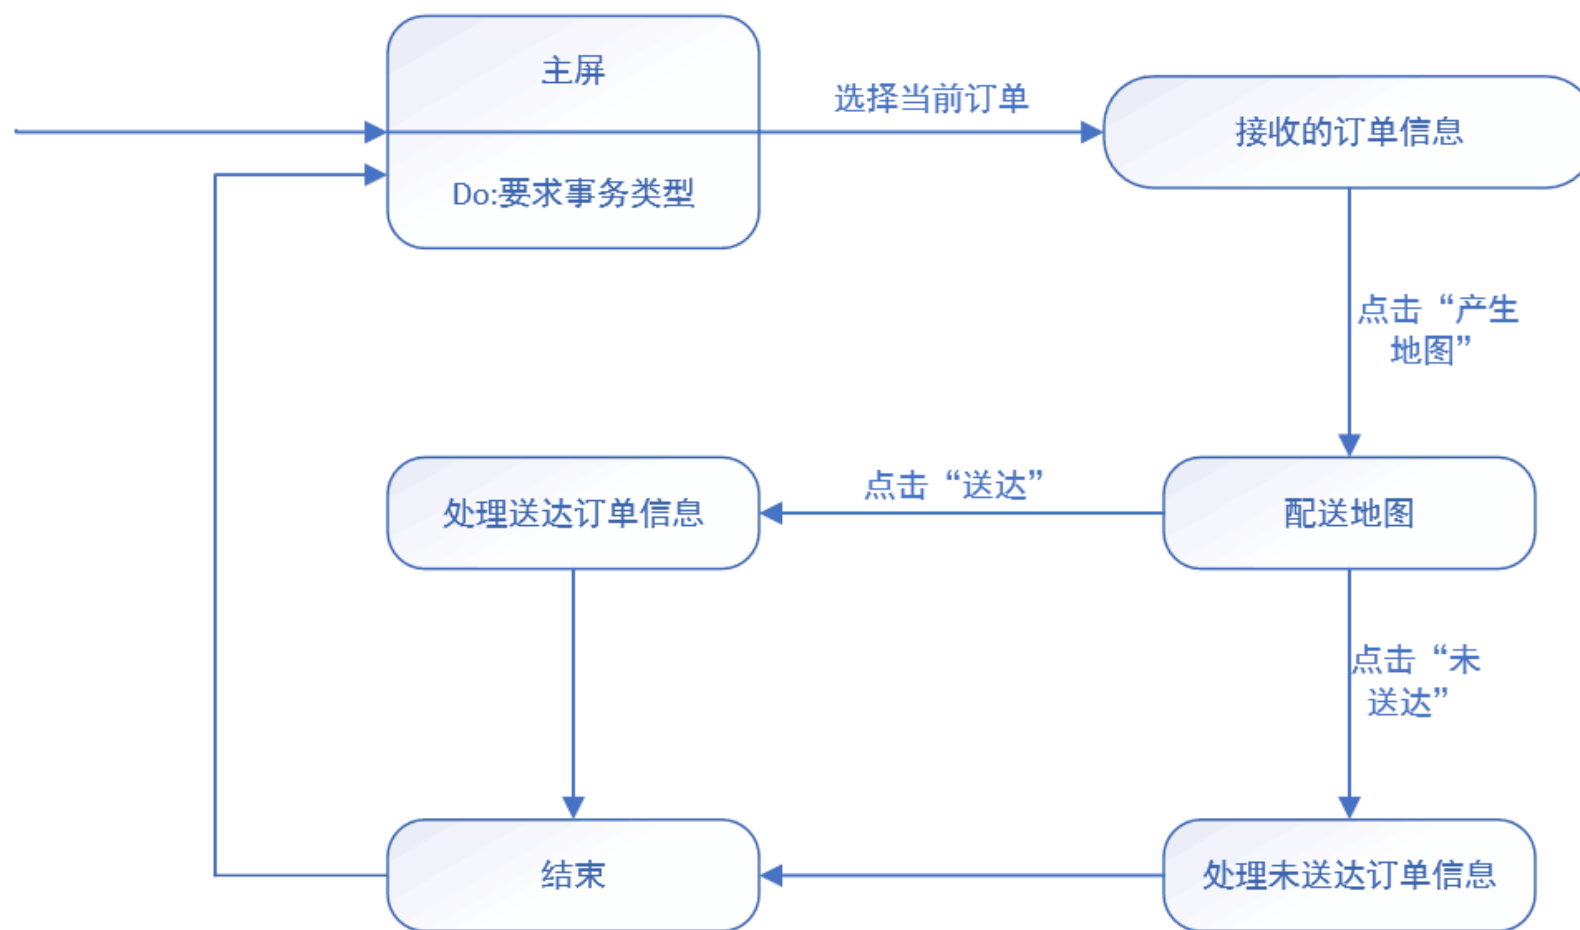 主屏
选择当前订单
接收的订单信息
Do:要求事务类型
点击“产生
地图”
处理送达订单信息
点击“送达”
配送地图
点击“未
送达”
结束
处理未送达订单信息